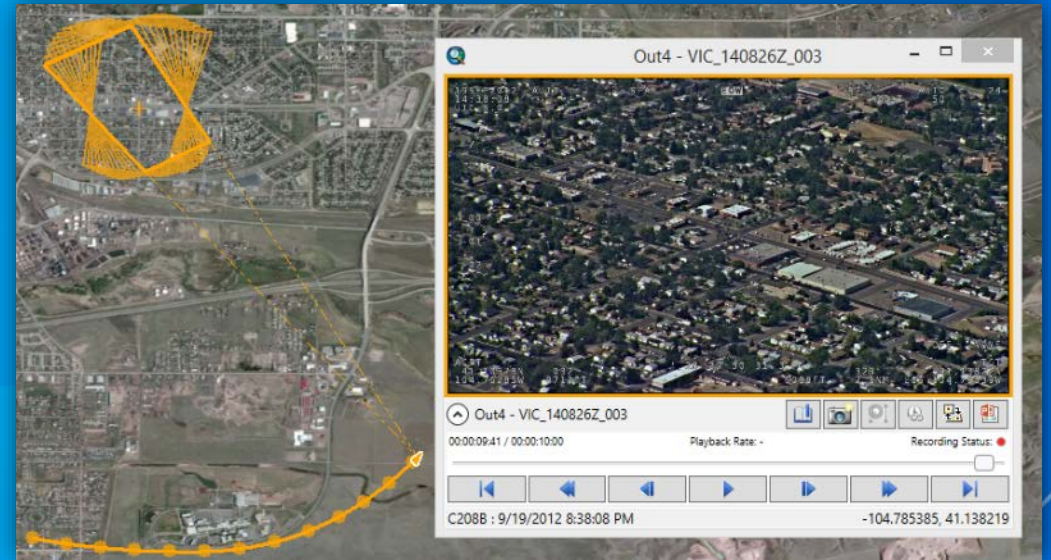 Out4 - VIC_140826Z_003
Out4 - VIC_140826Z_003
00:00:09:41 / 00:00:10:00
Playback Rate: -
Recording Status:
C208B : 9/19/2012 8:38:08 PM
-104.785385, 41.138219